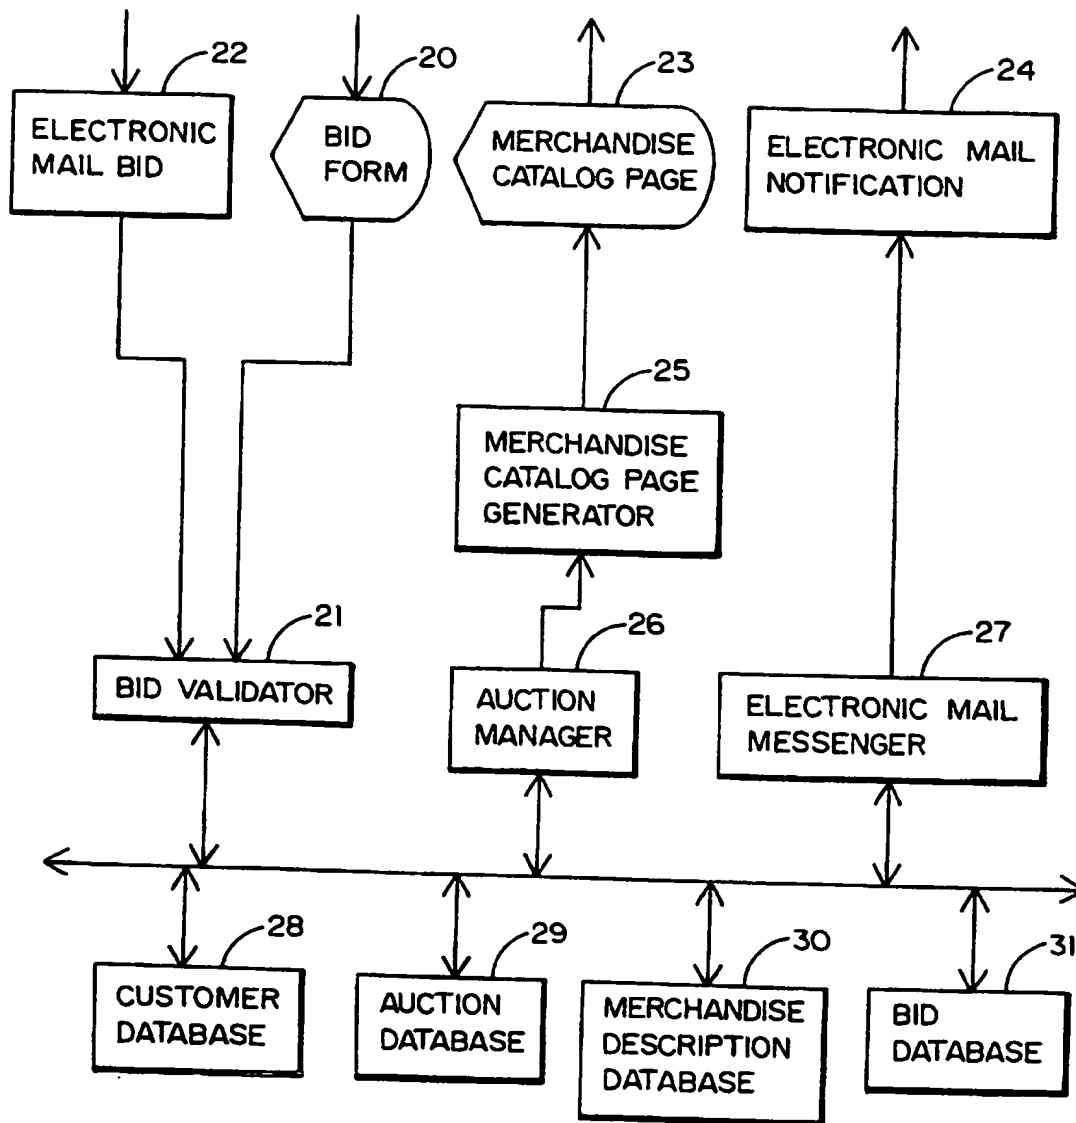 22
20
23
24
ELECTRONIC
MAIL BID
BID
FORM
MERCHANDISE
CATALOG PAGE
ELECTRONIC MAIL
NOTIFICATION
25
MERCHANDISE
CATALOG PAGE
GENERATOR
21
26
27
BID VALIDATOR
AUCTION
MANAGER
ELECTRONIC MAIL
MESSENGER
28
29
30
31
CUSTOMER
DATABASE
AUCTION
DATABASE
MERCHANDISE
DESCRIPTION
DATABASE
BID
DATABASE